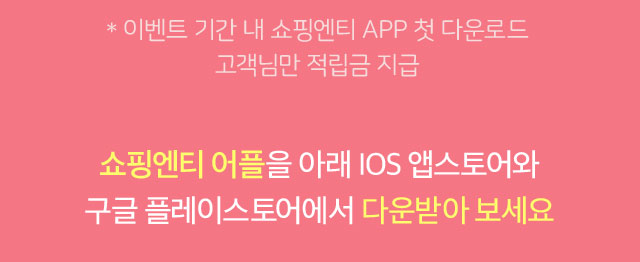 * 이벤트 기간 내 쇼핑엔티 APP 첫 다운로드
고객님만 적립금 지급
쇼핑엔티 어플을 아래 IOS 앱스토어와
구글 플레이스토어에서 다운받아 보세요